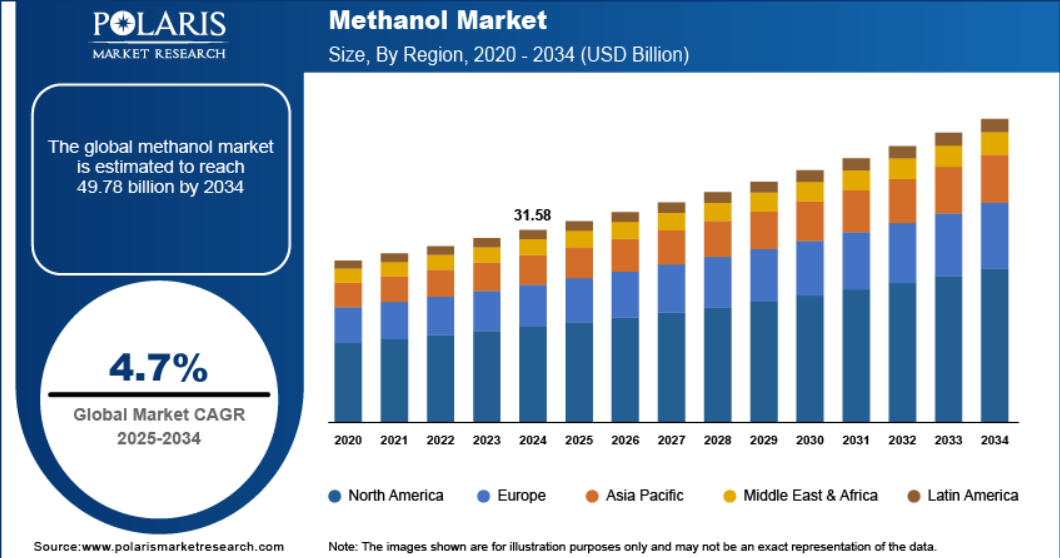 POLARIS
MARKET RESEARCH
Methanol Market
Size, By Region, 2020 - 2034 (USD Billion)
The global methanol market
is estimated to reach
49.78 billion by 2034
4.7%
Global Market CAGR
2025-2034
31.58
2020 2021 2022 2023 2024 2025 2026 2027 2028 2029 2030 2031 2032 2033 2034
North America Europe Asia Pacific Middle East & Africa Latin America
Source:www.polarismarketresearch.com
Note: The images shown are for illustration purposes only and may not be an exact representation of the data.